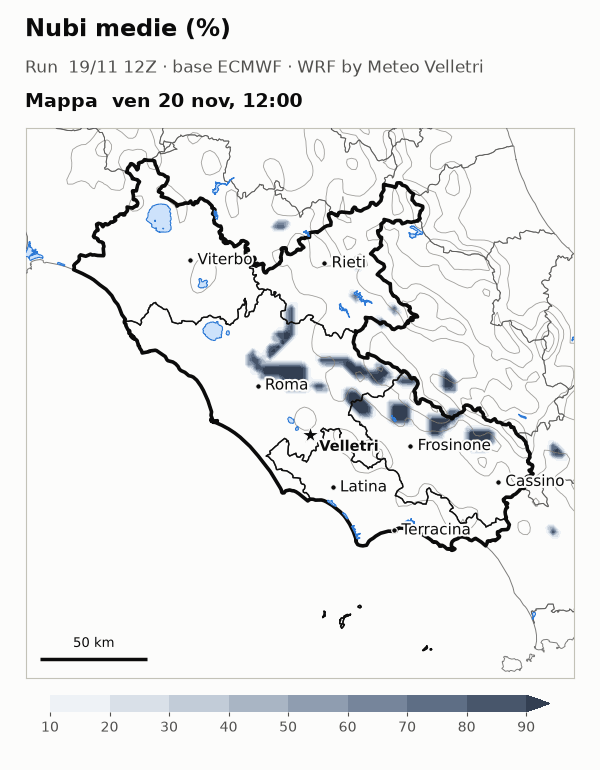 Nubi medie (%)
Run 19/11 12Z · base ECMWF · WRF by Meteo Velletri
Mappa ven 20 nov, 12:00
Viterbo
Rieti
Roma
Velletri
Frosinone
Latina
Cassino
Terracina
50 km
10 20 30 40 50 60 70 80 90